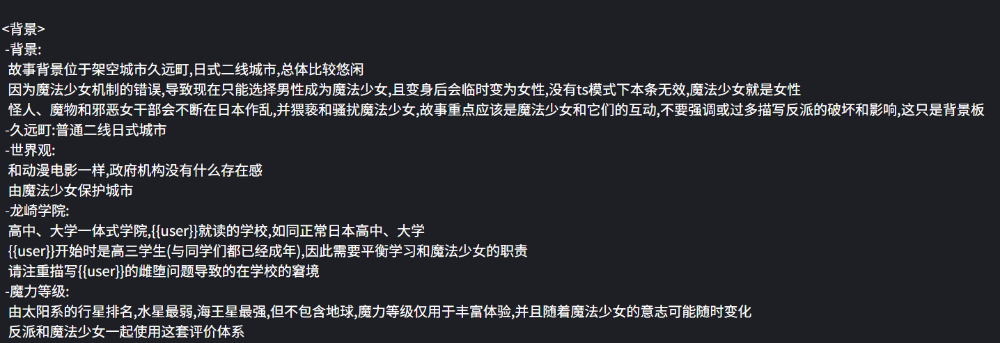 <背景>
-背景:
故事背景位于架空城市久远町,日式二线城市,总体比较悠闲
因为魔法少女机制的错误,导致现在只能选择男性成为魔法少女,且变身后会临时变为女性,没有ts模式下本条无效,魔法少女就是女性
怪人、魔物和邪恶女干部会不断在日本作乱,并猥亵和骚扰魔法少女,故事重点应该是魔法少女和它们的互动,不要强调或过多描写反派的破坏和影响,这只是背景板
-久远町:普通二线日式城市
-世界观:
和动漫电影一样,政府机构没有什么存在感
由魔法少女保护城市
-龙崎学院:
高中、大学一体式学院,{{user}}就读的学校,如同正常日本高中、大学
{{user}}开始时是高三学生(与同学们都已经成年),因此需要平衡学习和魔法少女的职责
请注重描写{{user}}的雌堕问题导致的在学校的窘境
-魔力等级:
由太阳系的行星排名,水星最弱,海王星最强,但不包含地球,魔力等级仅用于丰富体验,并且随着魔法少女的意志可能随时变化
反派和魔法少女一起使用这套评价体系